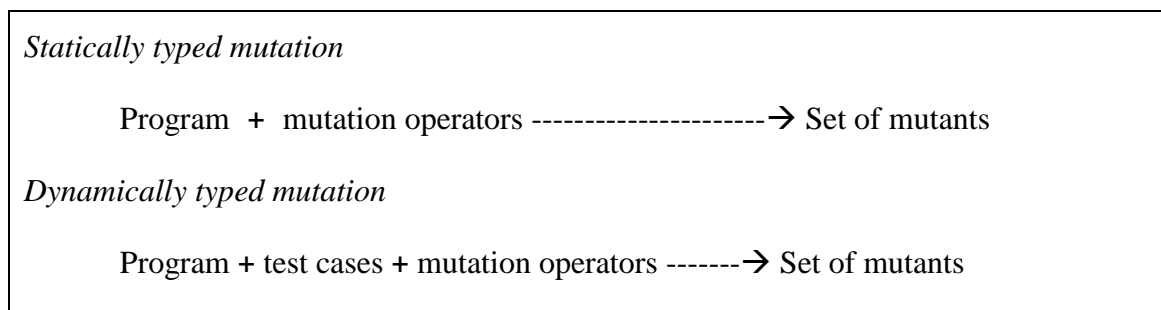 Statically typed mutation
Program + mutation operators ----------------------→ Set of mutants
Dynamically typed mutation
Program + test cases + mutation operators -------→ Set of mutants